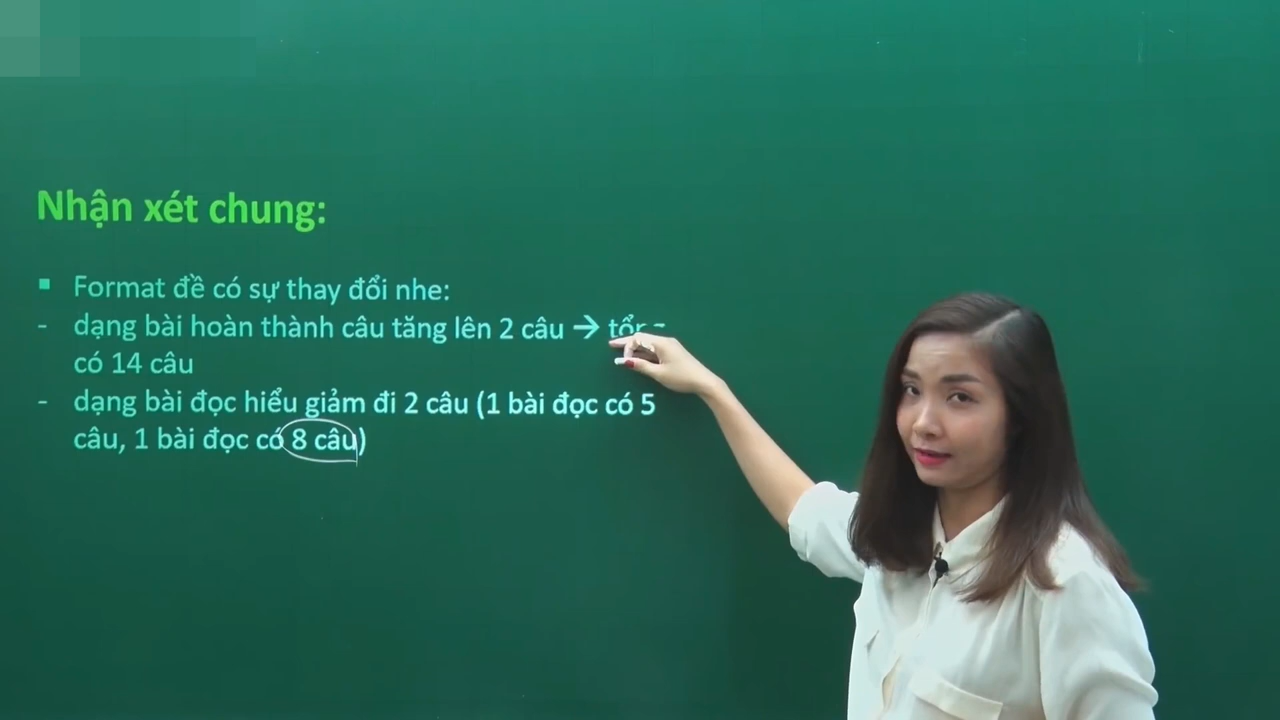 Nhận xét chung:
▪ Format đề có sự thay đổi nhe:
- dạng bài hoàn thành câu tăng lên 2 câu →
có 14 câu
- dạng bài đọc hiểu giảm đi 2 câu (1 bài đọc có 5
câu, 1 bài đọc có 8 câu)